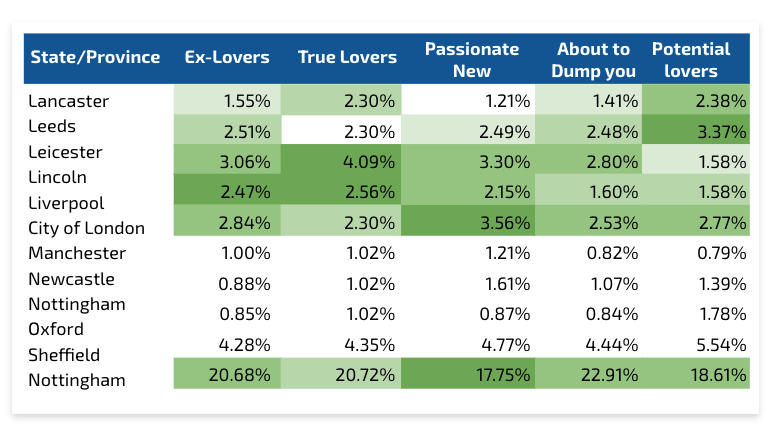 State/Province Ex-Lovers True Lovers Passionate New About to Dump you Potential lovers
Lancaster 1.55% 2.30% 1.21% 1.41% 2.38%
Leeds 2.51% 2.30% 2.49% 2.48% 3.37%
Leicester 3.06% 4.09% 3.30% 2.80% 1.58%
Lincoln
Liverpool 2.47% 2.56% 2.15% 1.60% 1.58%
City of London 2.84% 2.30% 3.56% 2.53% 2.77%
Manchester 1.00% 1.02% 1.21% 0.82% 0.79%
Newcastle 0.88% 1.02% 1.61% 1.07% 1.39%
Nottingham 0.85% 1.02% 0.87% 0.84% 1.78%
Oxford
Sheffield 4.28% 4.35% 4.77% 4.44% 5.54%
Nottingham 20.68% 20.72% 17.75% 22.91% 18.61%